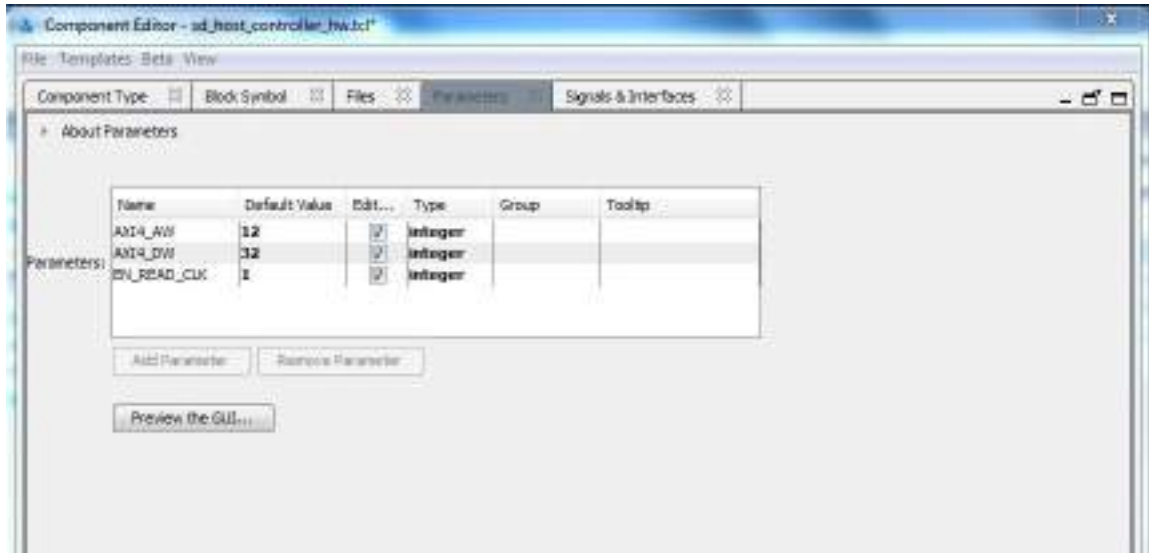 Component Editor - sd_host_controller_hw.tcl*
File Templates Beta View
Component Type Block Symbol Files Parameters Signals & Interfaces
About Parameters
Name Default Value Edit... Type Group Tooltip
AXI4_AW 12 integer
AXI4_DW 32 integer
Parameters:
EN_READ_CLK 1 integer
Add Parameter Remove Parameter
Preview the GUI...